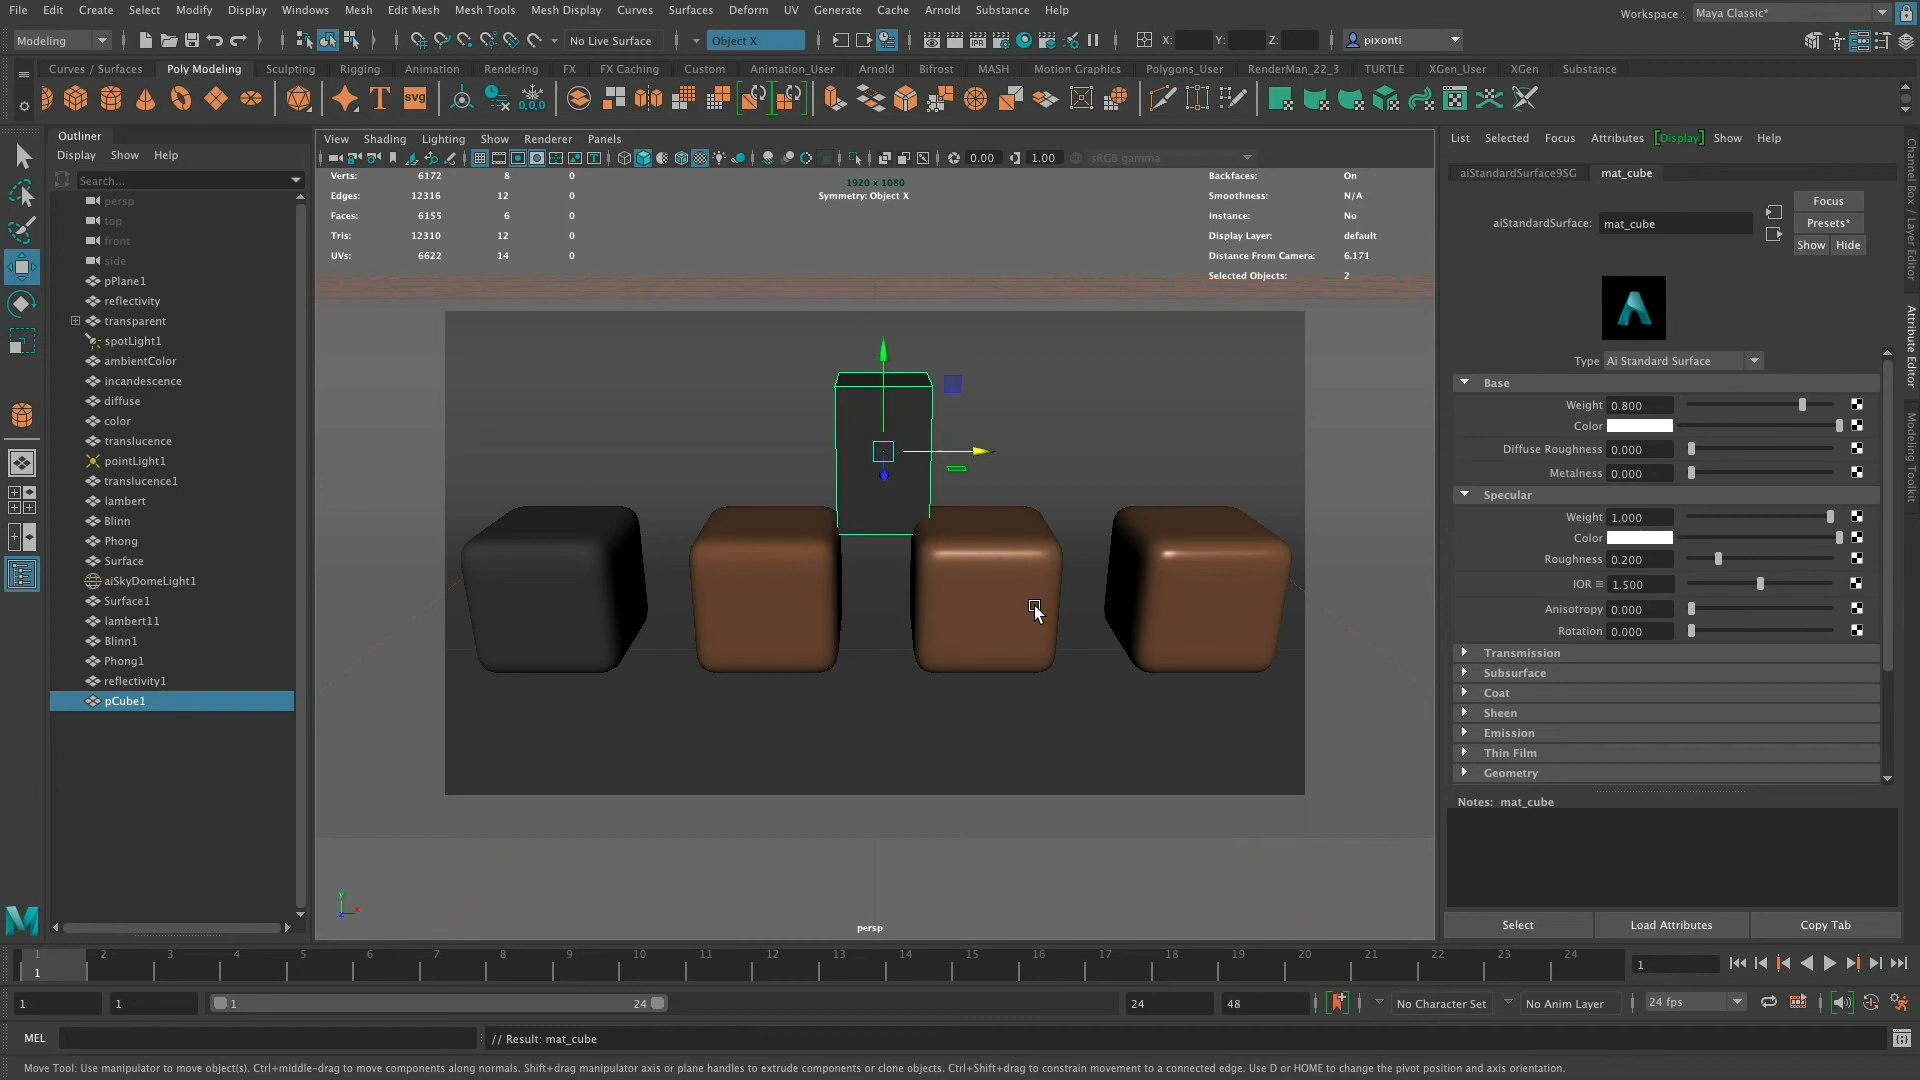 File Edit Create Select Modify Display Windows Mesh Edit Mesh Mesh Tools Mesh Display Curves Surfaces Deform UV Generate Cache Arnold Substance Help
Workspace : Maya Classic*
Modeling No Live Surface Object X X: Y: Z: pixonti
Curves / Surfaces Poly Modeling Sculpting Rigging Animation Rendering FX FX Caching Custom Animation_User Arnold Bifrost MASH Motion Graphics Polygons_User RenderMan_22_3 TURTLE XGen_User XGen Substance
SVG 0,0,0
Outliner
Display Show Help
Search...
persp
top
front
side
pPlane1
reflectivity
transparent
spotLight1
ambientColor
incandescence
diffuse
color
translucence
pointLight1
translucence1
lambert
Blinn
Phong
Surface
aiSkyDomeLight1
Surface1
lambert11
Blinn1
Phong1
reflectivity1
pCube1
View Shading Lighting Show Renderer Panels
0.00 1.00 sRGB gamma
Verts: 6172 8 0
Edges: 12316 12 0
Faces: 6155 6 0
Tris: 12310 12 0
UVs: 6622 14 0
1920 x 1080
Symmetry: Object X
Backfaces: On
Smoothness: N/A
Instance: No
Display Layer: default
Distance From Camera: 6.171
Selected Objects: 2
persp
List Selected Focus Attributes Display Show Help
aiStandardSurface9SG mat_cube
aiStandardSurface: mat_cube
Focus
Presets*
Show Hide
Type Ai Standard Surface
Base
Weight 0.800
Color
Diffuse Roughness 0.000
Metalness 0.000
Specular
Weight 1.000
Color
Roughness 0.200
IOR 1.500
Anisotropy 0.000
Rotation 0.000
Transmission
Subsurface
Coat
Sheen
Emission
Thin Film
Geometry
Notes: mat_cube
Select Load Attributes Copy Tab
Channel Box / Layer Editor
Attribute Editor
Modeling Toolkit
1 2 3 4 5 6 7 8 9 10 11 12 13 14 15 16 17 18 19 20 21 22 23 24
1 1
1 1 1 24 24 48 No Character Set No Anim Layer 24 fps
MEL // Result: mat_cube
Move Tool: Use manipulator to move object(s). Ctrl+middle-drag to move components along normals. Shift+drag manipulator axis or plane handles to extrude components or clone objects. Ctrl+Shift+drag to constrain movement to a connected edge. Use D or HOME to change the pivot position and axis orientation.